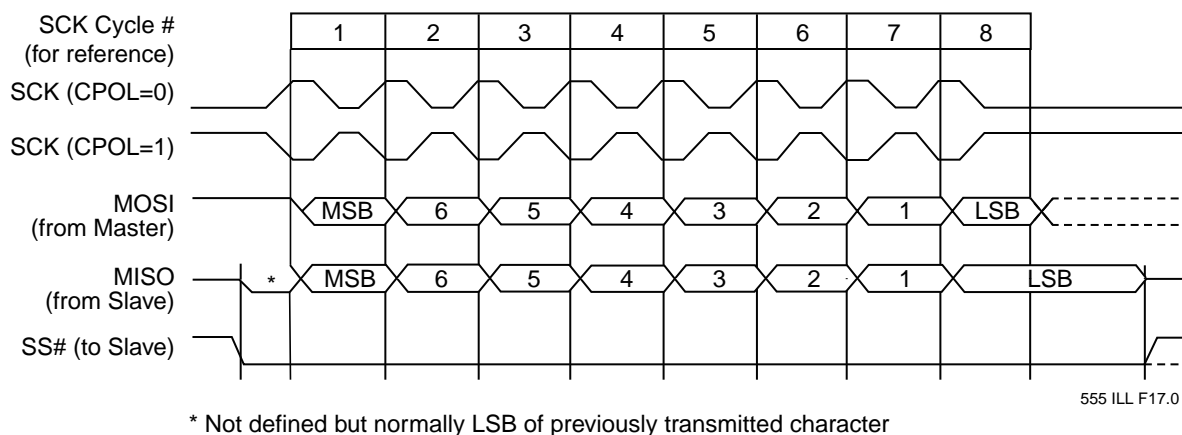 SCK Cycle # 1 2 3 4 5 6 7 8
(for reference)
SCK (CPOL=0)
SCK (CPOL=1)
MOSI MSB 6 5 4 3 2 1 LSB
(from Master)
MISO * MSB 6 5 4 3 2 1 LSB
(from Slave)
SS# (to Slave)
555 ILL F17.0
* Not defined but normally LSB of previously transmitted character